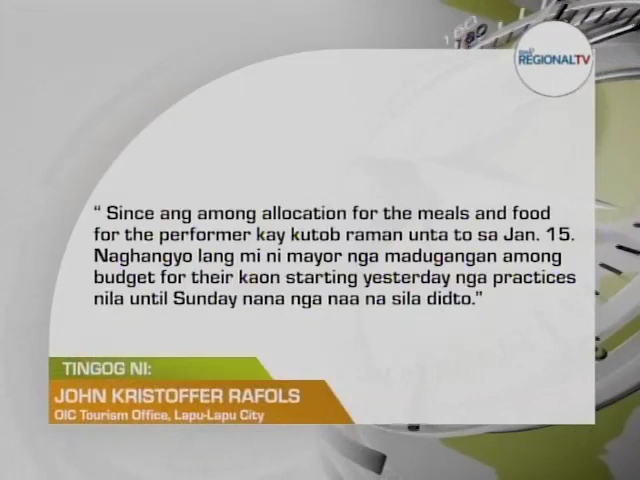 REGIONALTV
180
" Since ang among allocation for the meals and food
for the performer kay kutob raman unta to sa Jan. 15.
Naghangyo lang mi ni mayor nga madugangan among
budget for their kaon starting yesterday nga practices
nila until Sunday nana nga naa na sila didto."
TINGOG NI:
JOHN KRISTOFFER RAFOLS
OIC Tourism Office, Lapu-Lapu City